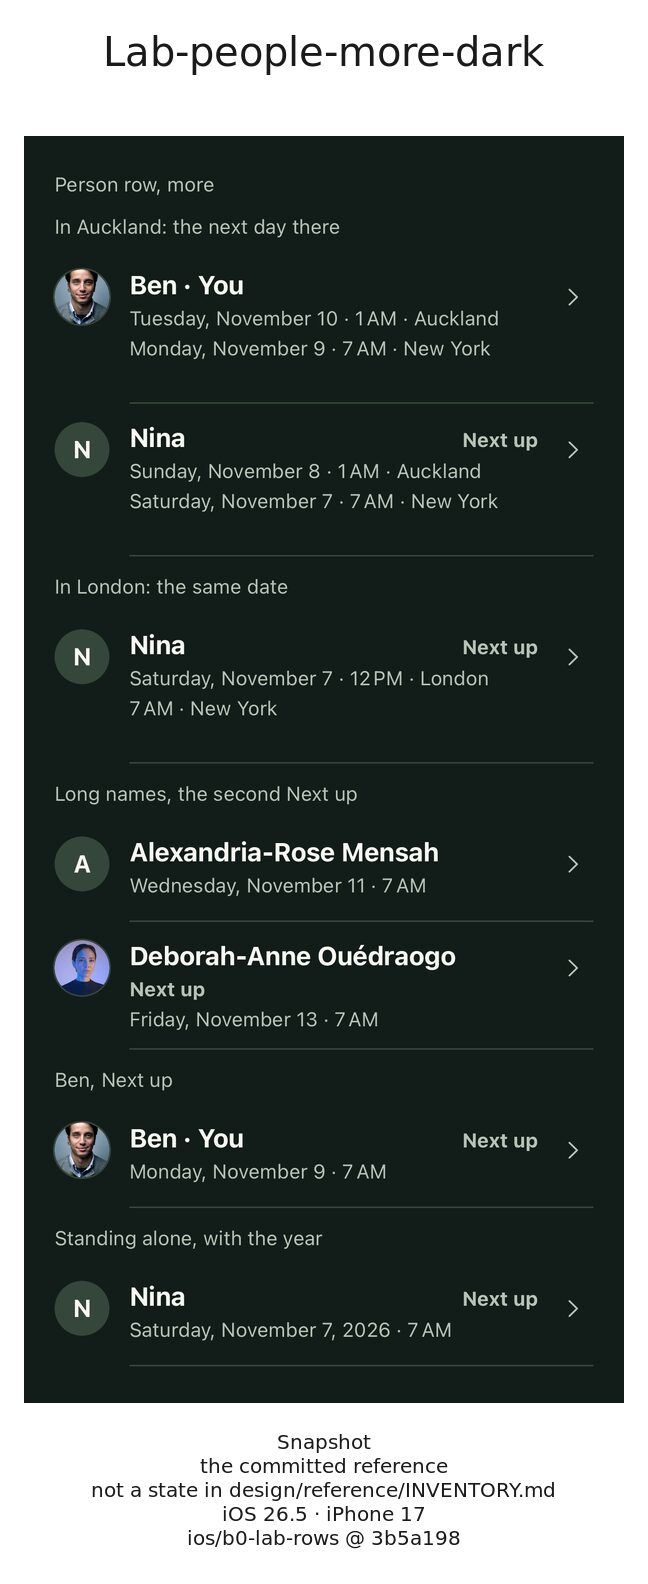 Lab-people-more-dark
Person row, more
In Auckland: the next day there
Ben · You
Tuesday, November 10 · 1 AM · Auckland
Monday, November 9 · 7 AM · New York
N
Nina
Next up
Sunday, November 8 · 1 AM · Auckland
Saturday, November 7 · 7 AM · New York
In London: the same date
N
Nina
Next up
Saturday, November 7 · 12 PM · London
7 AM · New York
Long names, the second Next up
A
Alexandria-Rose Mensah
Wednesday, November 11 · 7 AM
Deborah-Anne Ouédraogo
Next up
Friday, November 13 · 7 AM
Ben, Next up
Ben · You
Next up
Monday, November 9 · 7 AM
Standing alone, with the year
N
Nina
Next up
Saturday, November 7, 2026 · 7 AM
Snapshot
the committed reference
not a state in design/reference/INVENTORY.md
iOS 26.5 · iPhone 17
ios/b0-lab-rows @ 3b5a198